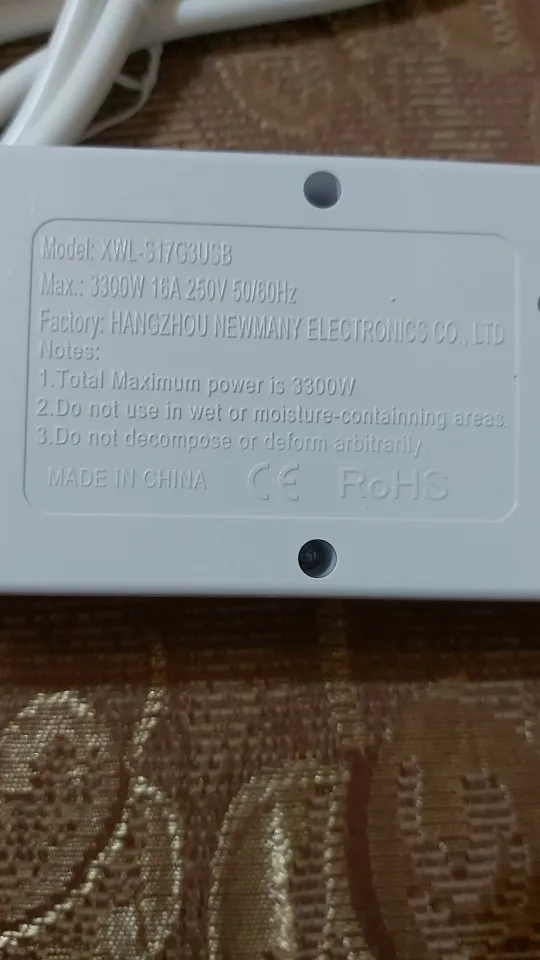 Model: XWL-S17G3USB
Max.: 3300W 16A 250V 50/60Hz
Factory: HANGZHOU NEWMANY ELECTRONICS CO., LTD
Notes:
1.Total Maximum power is 3300W
2.Do not use in wet or moisture-containning areas.
3.Do not decompose or deform arbitrarily.
MADE IN CHINA CE RoHS